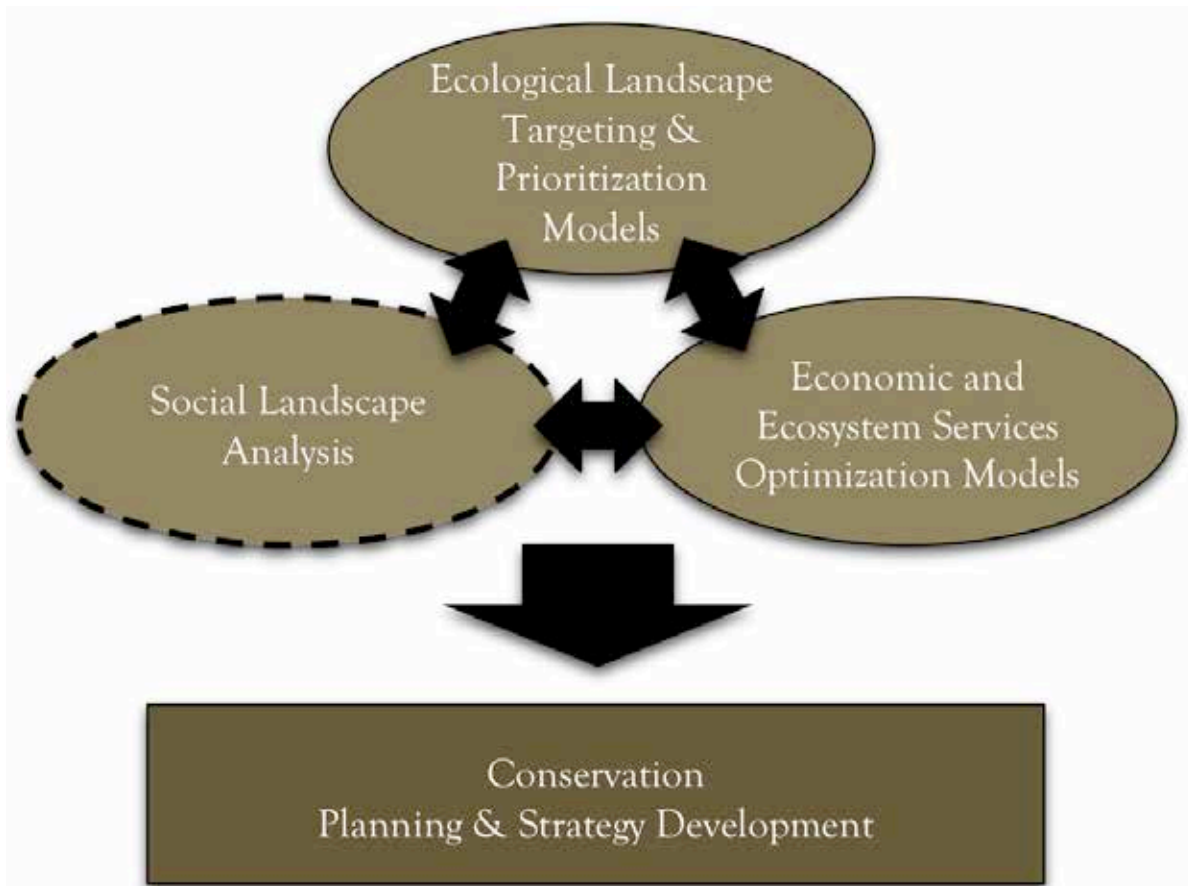 Ecological Landscape
Targeting &
Prioritization
Models
Social Landscape
Analysis
Economic and
Ecosystem Services
Optimization Models
Conservation
Planning & Strategy Development